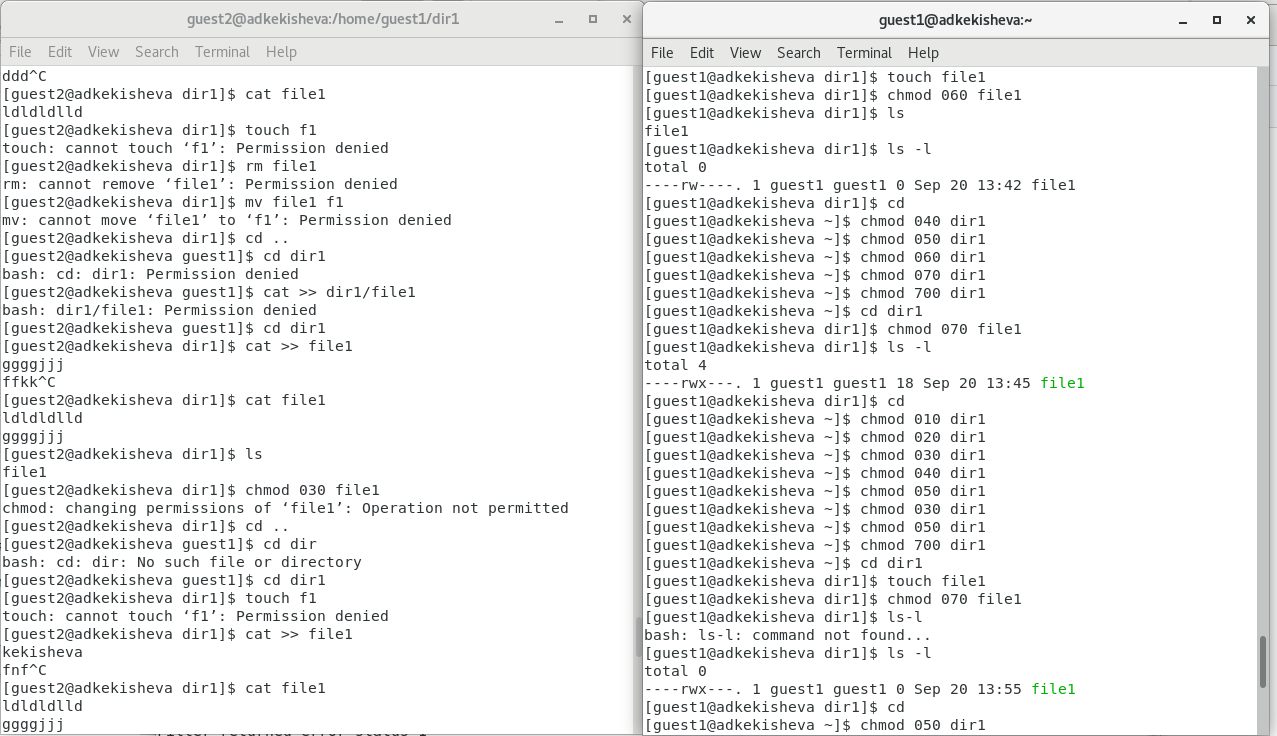 guest2@adkekisheva:/home/guest1/dir1
File Edit View Search Terminal Help
ddd^C
[guest2@adkekisheva dir1]$ cat file1
ldldldlld
[guest2@adkekisheva dir1]$ touch f1
touch: cannot touch ‘f1’: Permission denied
[guest2@adkekisheva dir1]$ rm file1
rm: cannot remove ‘file1’: Permission denied
[guest2@adkekisheva dir1]$ mv file1 f1
mv: cannot move ‘file1’ to ‘f1’: Permission denied
[guest2@adkekisheva dir1]$ cd ..
[guest2@adkekisheva guest1]$ cd dir1
bash: cd: dir1: Permission denied
[guest2@adkekisheva guest1]$ cat >> dir1/file1
bash: dir1/file1: Permission denied
[guest2@adkekisheva guest1]$ cd dir1
[guest2@adkekisheva dir1]$ cat >> file1
ggggjjj
ffkk^C
[guest2@adkekisheva dir1]$ cat file1
ldldldlld
ggggjjj
[guest2@adkekisheva dir1]$ ls
file1
[guest2@adkekisheva dir1]$ chmod 030 file1
chmod: changing permissions of ‘file1’: Operation not permitted
[guest2@adkekisheva dir1]$ cd ..
[guest2@adkekisheva guest1]$ cd dir
bash: cd: dir: No such file or directory
[guest2@adkekisheva guest1]$ cd dir1
[guest2@adkekisheva dir1]$ touch f1
touch: cannot touch ‘f1’: Permission denied
[guest2@adkekisheva dir1]$ cat >> file1
kekisheva
fnf^C
[guest2@adkekisheva dir1]$ cat file1
ldldldlld
ggggjjj
guest1@adkekisheva:~
File Edit View Search Terminal Help
[guest1@adkekisheva dir1]$ touch file1
[guest1@adkekisheva dir1]$ chmod 060 file1
[guest1@adkekisheva dir1]$ ls
file1
[guest1@adkekisheva dir1]$ ls -l
total 0
----rw----. 1 guest1 guest1 0 Sep 20 13:42 file1
[guest1@adkekisheva dir1]$ cd
[guest1@adkekisheva ~]$ chmod 040 dir1
[guest1@adkekisheva ~]$ chmod 050 dir1
[guest1@adkekisheva ~]$ chmod 060 dir1
[guest1@adkekisheva ~]$ chmod 070 dir1
[guest1@adkekisheva ~]$ chmod 700 dir1
[guest1@adkekisheva ~]$ cd dir1
[guest1@adkekisheva dir1]$ chmod 070 file1
[guest1@adkekisheva dir1]$ ls -l
total 4
----rwx---. 1 guest1 guest1 18 Sep 20 13:45 file1
[guest1@adkekisheva dir1]$ cd
[guest1@adkekisheva ~]$ chmod 010 dir1
[guest1@adkekisheva ~]$ chmod 020 dir1
[guest1@adkekisheva ~]$ chmod 030 dir1
[guest1@adkekisheva ~]$ chmod 040 dir1
[guest1@adkekisheva ~]$ chmod 050 dir1
[guest1@adkekisheva ~]$ chmod 030 dir1
[guest1@adkekisheva ~]$ chmod 050 dir1
[guest1@adkekisheva ~]$ chmod 700 dir1
[guest1@adkekisheva ~]$ cd dir1
[guest1@adkekisheva dir1]$ touch file1
[guest1@adkekisheva dir1]$ chmod 070 file1
[guest1@adkekisheva dir1]$ ls-l
bash: ls-l: command not found...
[guest1@adkekisheva dir1]$ ls -l
total 0
----rwx---. 1 guest1 guest1 0 Sep 20 13:55 file1
[guest1@adkekisheva dir1]$ cd
[guest1@adkekisheva ~]$ chmod 050 dir1